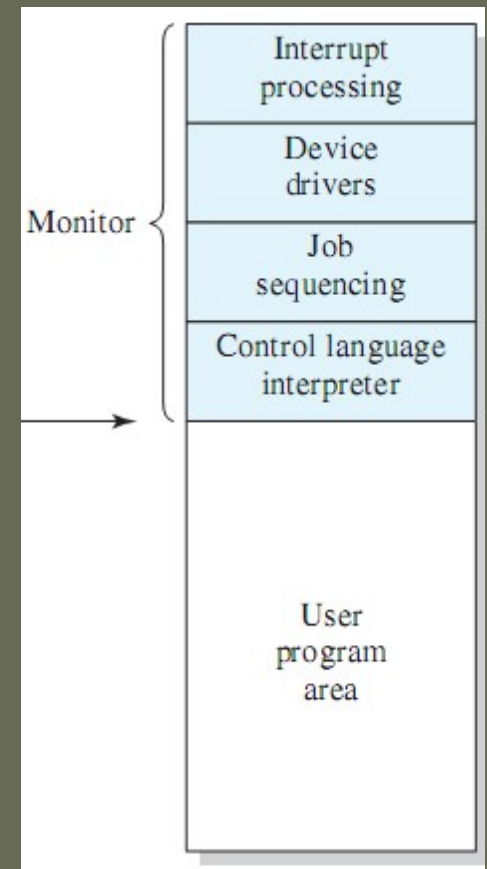 Interrupt
processing
Device
drivers
Monitor
Job
sequencing
Control language
interpreter
User
program
area